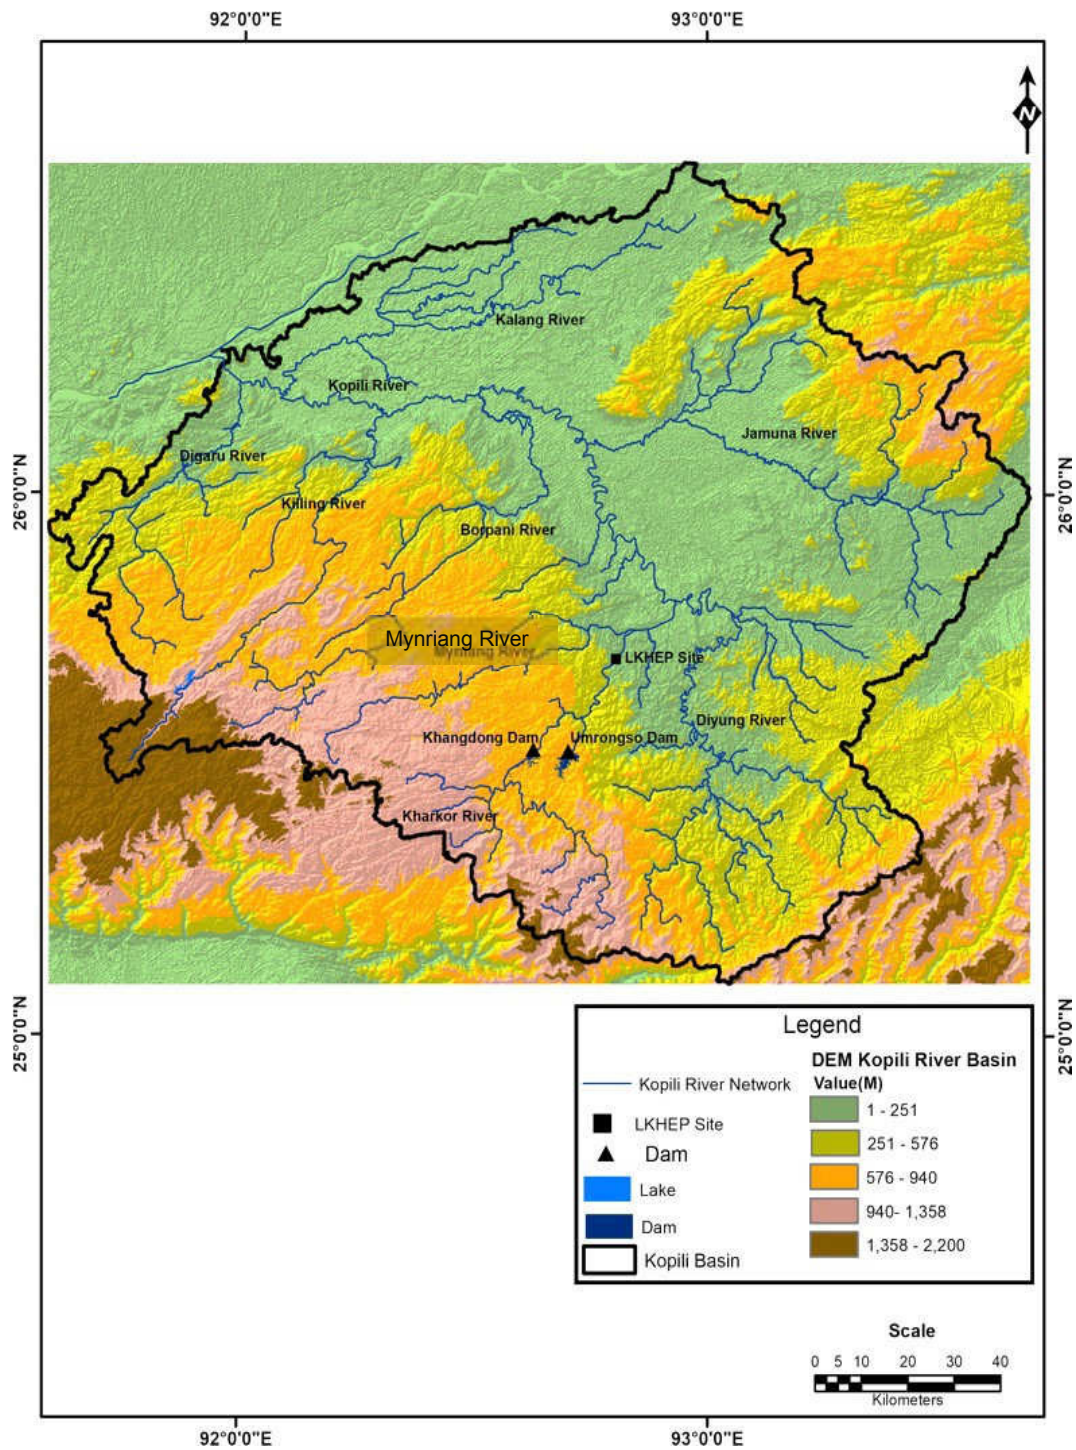 92°0'0"E
93°0'0"E
N
Kalang River
Kopili River
Jamuna River
Digaru River
26°0'0"N
26°0'0"N
Killing River
Borpani River
Mynriang River
Mynriang River
LKHEP Site
Diyung River
Khangdong Dam
Umrongso Dam
Kharkor River
25°0'0"N
25°0'0"N
Legend
Kopili River Network
LKHEP Site
Dam
Lake
Dam
Kopili Basin
DEM Kopili River Basin
Value(M)
1 - 251
251 - 576
576 - 940
940- 1,358
1,358 - 2,200
Scale
0 5 10 20 30 40
Kilometers
92°0'0"E
93°0'0"E